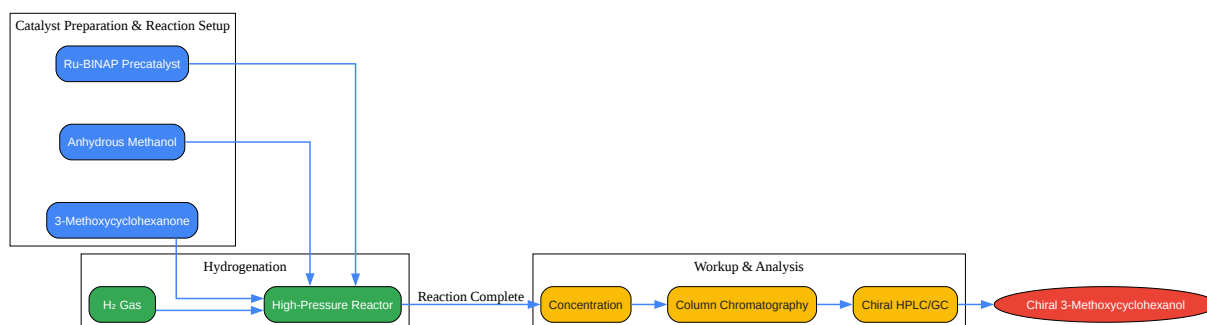 Catalyst Preparation & Reaction Setup
Ru-BINAP Precatalyst
Anhydrous Methanol
3-Methoxycyclohexanone
Hydrogenation
H₂ Gas
High-Pressure Reactor
Reaction Complete
Workup & Analysis
Concentration
Column Chromatography
Chiral HPLC/GC
Chiral 3-Methoxycyclohexanol